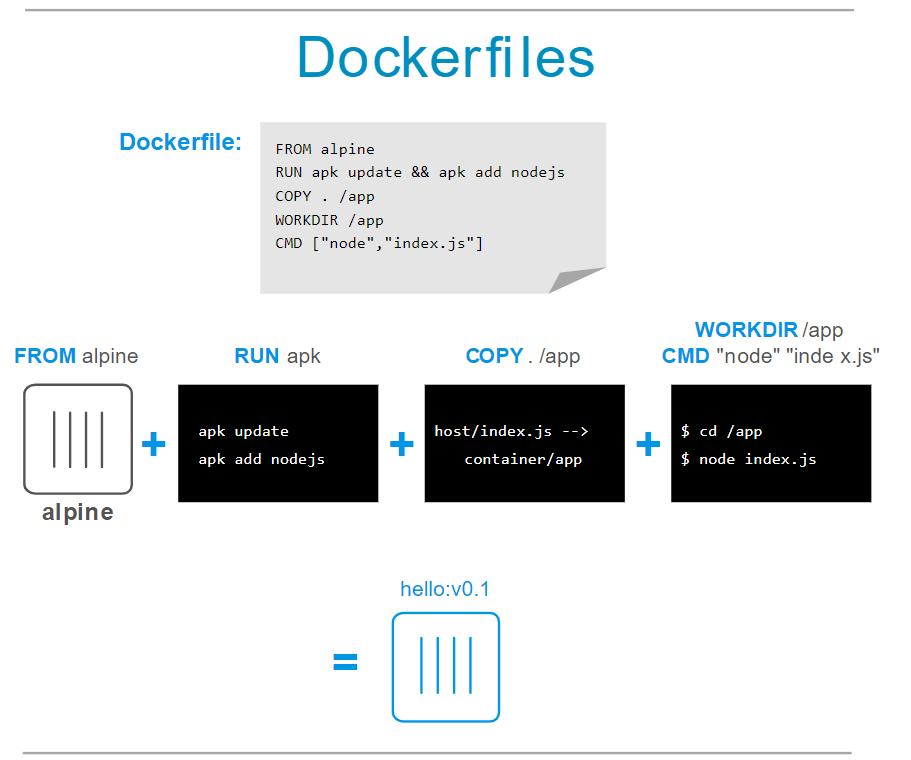 Dockerfiles
Dockerfile:
FROM alpine
RUN apk update && apk add nodejs
COPY . /app
WORKDIR /app
CMD ["node","index.js"]
FROM alpine
alpine
+
RUN apk
apk update
apk add nodejs
+
COPY . /app
host/index.js -->
container/app
+
WORKDIR /app
CMD "node" "inde x.js"
$ cd /app
$ node index.js
=
hello:v0.1